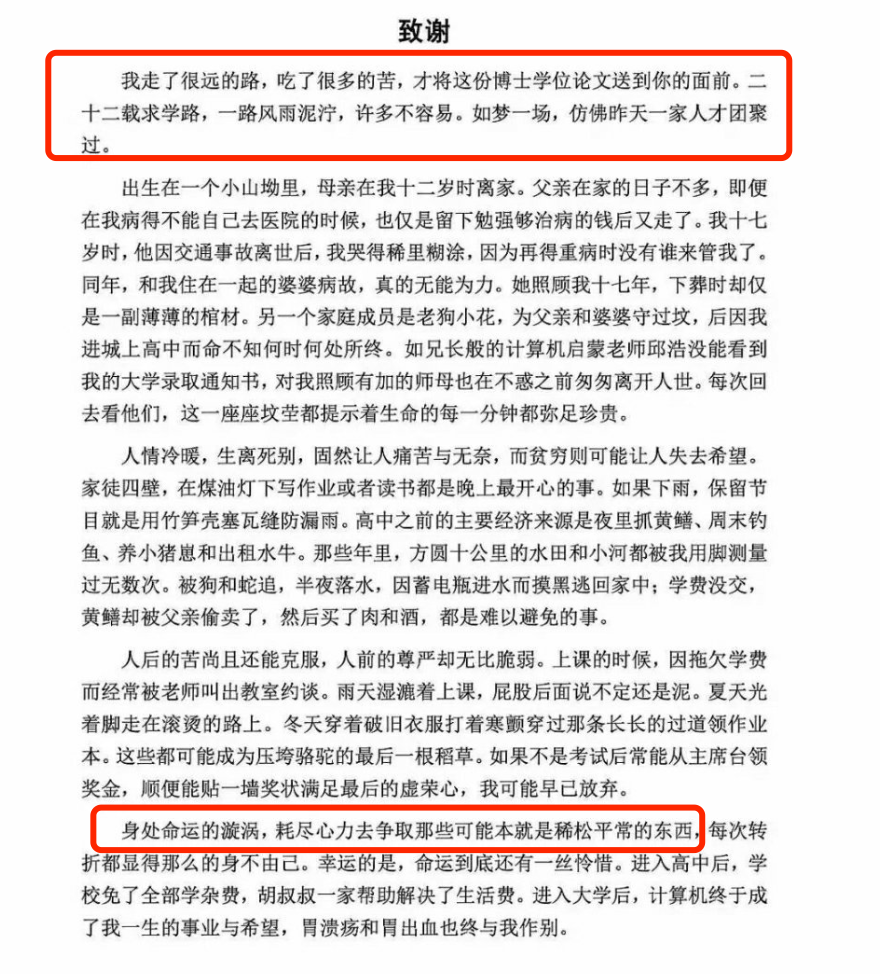 致谢
我走了很远的路，吃了很多的苦，才将这份博士学位论文送到你的面前。二
十二载求学路，一路风雨泥泞，许多不容易。如梦一场，仿佛昨天一家人才团聚
过。
出生在一个小山坳里，母亲在我十二岁时离家。父亲在家的日子不多，即便
在我病得不能自己去医院的时候，也仅是留下勉强够治病的钱后又走了。我十七
岁时，他因交通事故离世后，我哭得稀里糊涂，因为再得重病时没有谁来管我了。
同年，和我住在一起的婆婆病故，真的无能为力。她照顾我十七年，下葬时却仅
是一副薄薄的棺材。另一个家庭成员是老狗小花，为父亲和婆婆守过坟，后因我
进城上高中而命不知何时何处所终。如兄长般的计算机启蒙老师邱浩没能看到
我的大学录取通知书，对我照顾有加的师母也在不惑之前匆匆离开人世。每次回
去看他们，这一座座坟茔都提示着生命的每一分钟都弥足珍贵。
人情冷暖，生离死别，固然让人痛苦与无奈，而贫穷则可能让人失去希望。
家徒四壁，在煤油灯下写作业或者读书都是晚上最开心的事。如果下雨，保留节
目就是用竹笋壳塞瓦缝防漏雨。高中之前的主要经济来源是夜里抓黄鳝、周末钓
鱼、养小猪崽和出租水牛。那些年里，方圆十公里的水田和小河都被我用脚测量
过无数次。被狗和蛇追，半夜落水，因蓄电瓶进水而摸黑逃回家中；学费没交，
黄鳝却被父亲偷卖了，然后买了肉和酒，都是难以避免的事。
人后的苦尚且还能克服，人前的尊严却无比脆弱。上课的时候，因拖欠学费
而经常被老师叫出教室约谈。雨天湿漉着上课，屁股后面说不定还是泥。夏天光
着脚走在滚烫的路上。冬天穿着破旧衣服打着寒颤穿过那条长长的过道领作业
本。这些都可能成为压垮骆驼的最后一根稻草。如果不是考试后常能从主席台领
奖金，顺便能贴一墙奖状满足最后的虚荣心，我可能早已放弃。
身处命运的漩涡，耗尽心力去争取那些可能本就是稀松平常的东西，每次转
折都显得那么的身不由己。幸运的是，命运到底还有一丝怜惜。进入高中后，学
校免了全部学杂费，胡叔叔一家帮助解决了生活费。进入大学后，计算机终于成
了我一生的事业与希望，胃溃疡和胃出血也终与我作别。